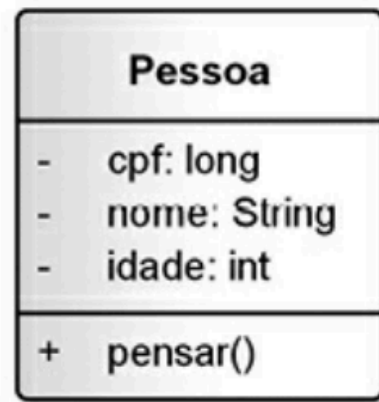 Pessoa
- cpf: long
- nome: String
- idade: int
+ pensar()